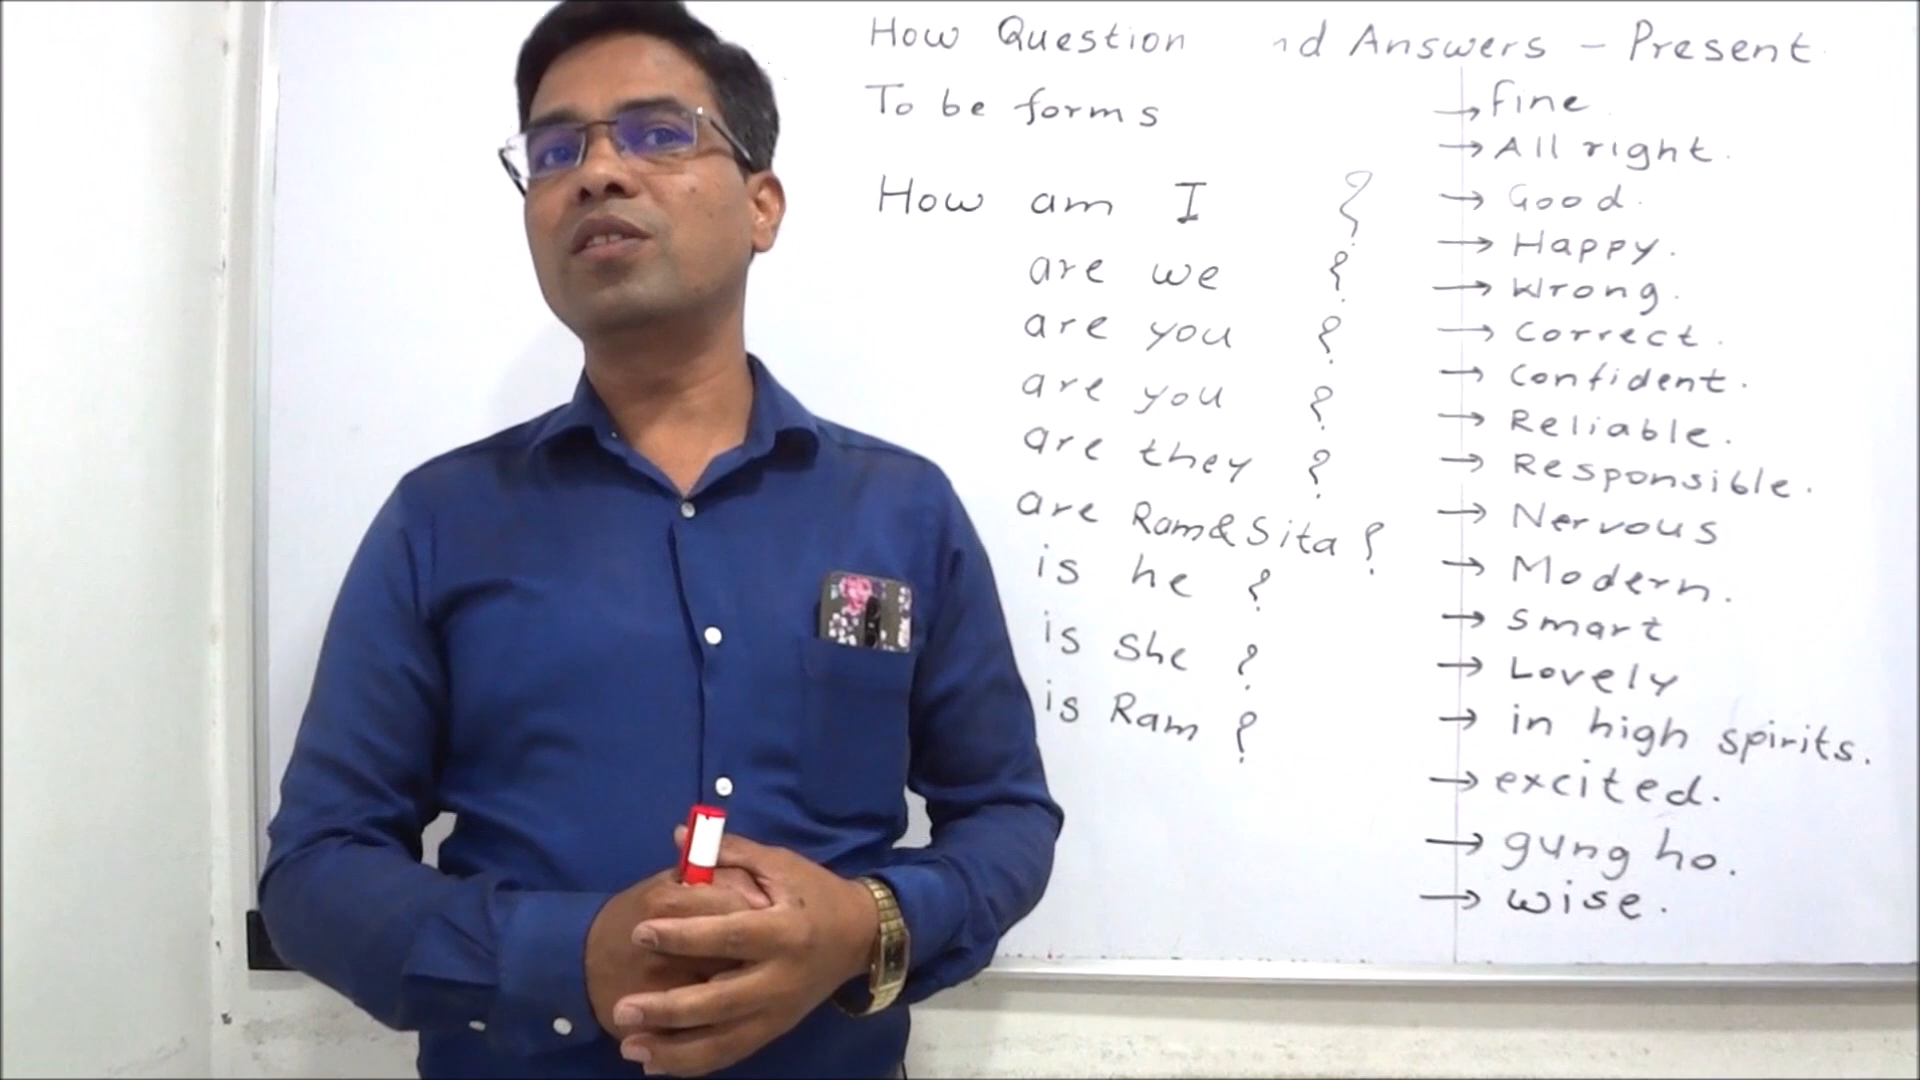 How Question nd Answers - Present
To be forms
How am I ?
are we ?
are you ?
are you ?
are they ?
are Ram & Sita ?
is he ?
is she ?
is Ram ?
→ fine
→ All right.
→ Good.
→ Happy.
→ Wrong.
→ Correct.
→ Confident.
→ Reliable.
→ Responsible.
→ Nervous
→ Modern.
→ Smart
→ Lovely
→ in high spirits.
→ excited.
→ gung ho.
→ wise.